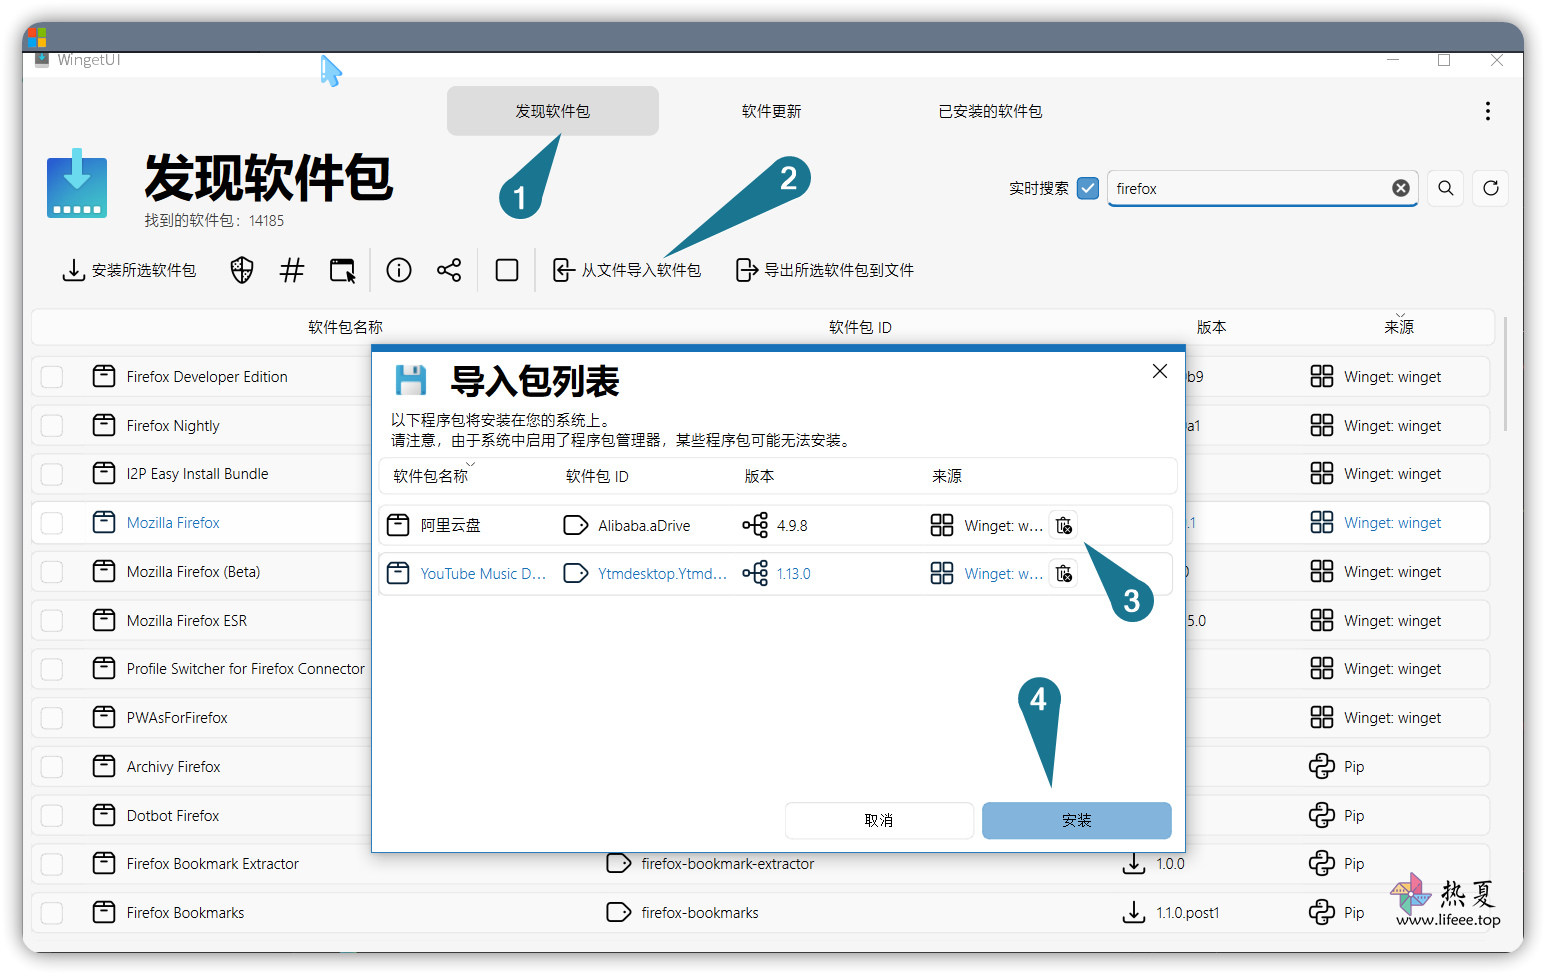 WingetUI
发现软件包
软件更新
已安装的软件包
1
2
发现软件包
找到的软件包：14185
实时搜索
firefox
安装所选软件包
从文件导入软件包
导出所选软件包到文件
软件包名称
软件包 ID
版本
来源
Firefox Developer Edition
b9
Winget: winget
Firefox Nightly
a1
Winget: winget
I2P Easy Install Bundle
Winget: winget
Mozilla Firefox
.1
Winget: winget
Mozilla Firefox (Beta)
Winget: winget
Mozilla Firefox ESR
5.0
Winget: winget
Profile Switcher for Firefox Connector
Winget: winget
PWAsForFirefox
Winget: winget
Archivy Firefox
Pip
Dotbot Firefox
Pip
Firefox Bookmark Extractor
firefox-bookmark-extractor
1.0.0
Pip
Firefox Bookmarks
firefox-bookmarks
1.1.0.post1
Pip
导入包列表
以下程序包将安装在您的系统上。
请注意，由于系统中启用了程序包管理器，某些程序包可能无法安装。
软件包名称
软件包 ID
版本
来源
阿里云盘
Alibaba.aDrive
4.9.8
Winget: w...
YouTube Music D...
Ytmdesktop.Ytmd...
1.13.0
Winget: w...
3
4
取消
安装
热夏
www.lifeee.top